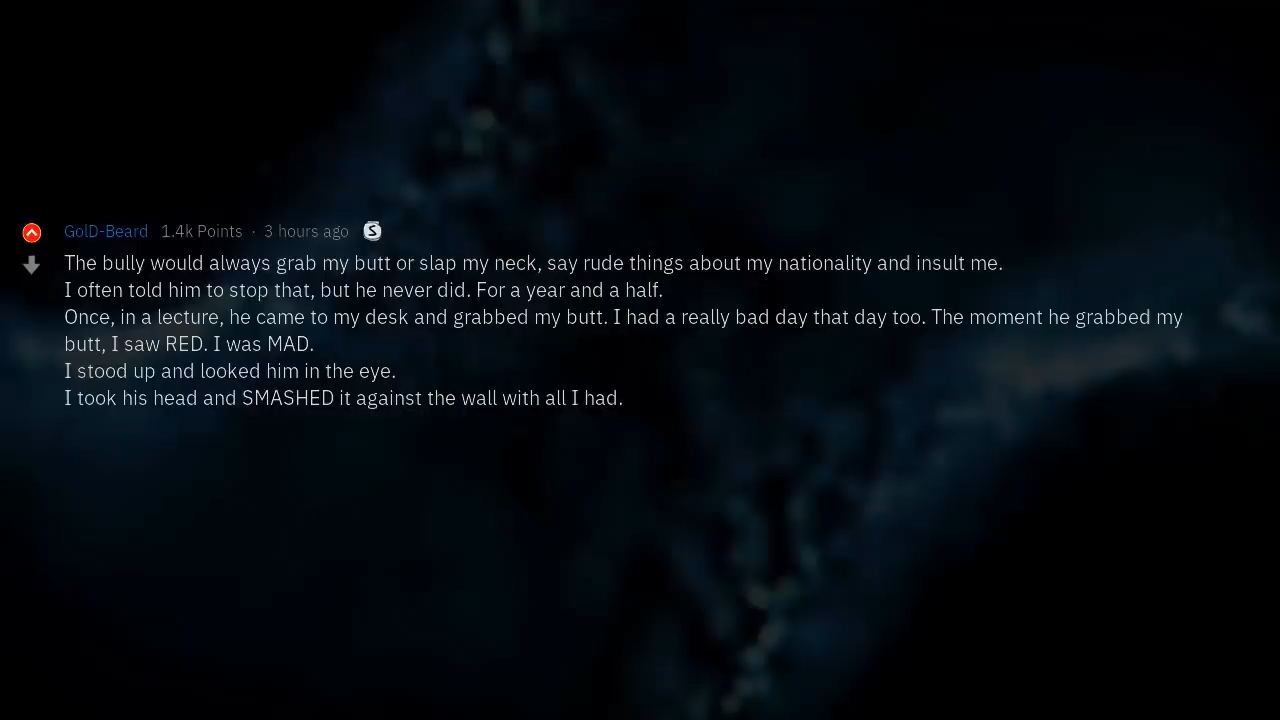 GolD-Beard 1.4k Points · 3 hours ago S
The bully would always grab my butt or slap my neck, say rude things about my nationality and insult me.
I often told him to stop that, but he never did. For a year and a half.
Once, in a lecture, he came to my desk and grabbed my butt. I had a really bad day that day too. The moment he grabbed my
butt, I saw RED. I was MAD.
I stood up and looked him in the eye.
I took his head and SMASHED it against the wall with all I had.